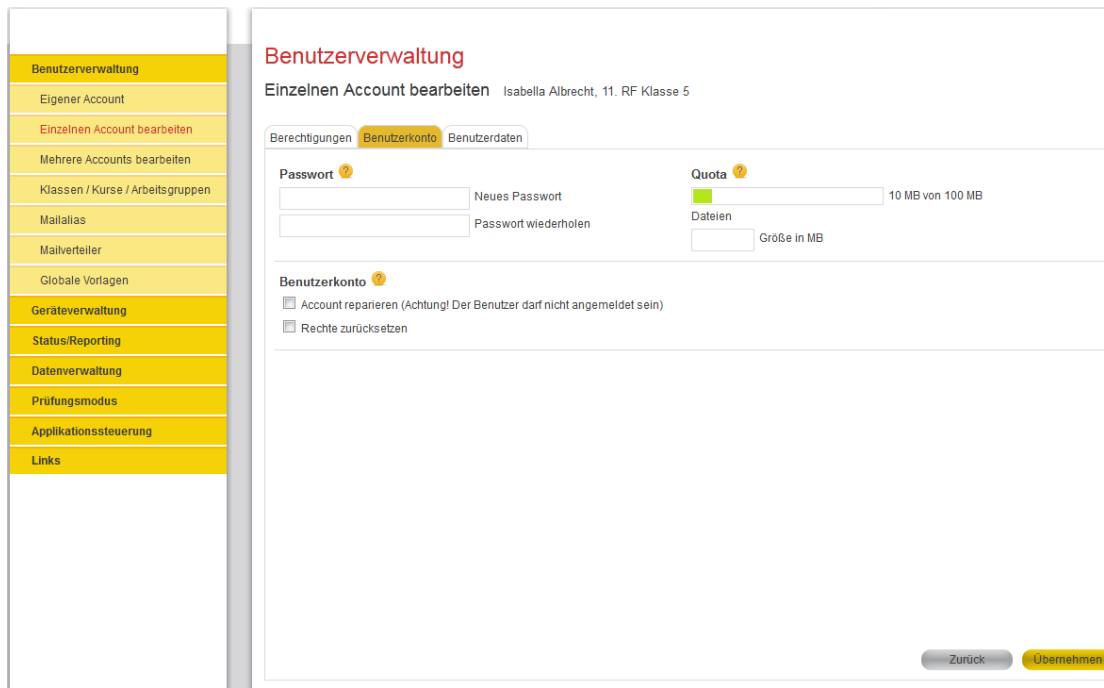 Benutzerverwaltung
Eigener Account
Einzelnen Account bearbeiten
Mehrere Accounts bearbeiten
Klassen / Kurse / Arbeitsgruppen
Mailalias
Mailverteiler
Globale Vorlagen
Geräteverwaltung
Status/Reporting
Datenverwaltung
Prüfungsmodus
Applikationssteuerung
Links
Benutzerverwaltung
Einzelnen Account bearbeiten Isabella Albrecht, 11. RF Klasse 5
Berechtigungen Benutzerkonto Benutzerdaten
Passwort ?
Neues Passwort
Passwort wiederholen
Quota ?
10 MB von 100 MB
Dateien
Größe in MB
Benutzerkonto ?
Account reparieren (Achtung! Der Benutzer darf nicht angemeldet sein)
Rechte zurücksetzen
Zurück Übernehmen